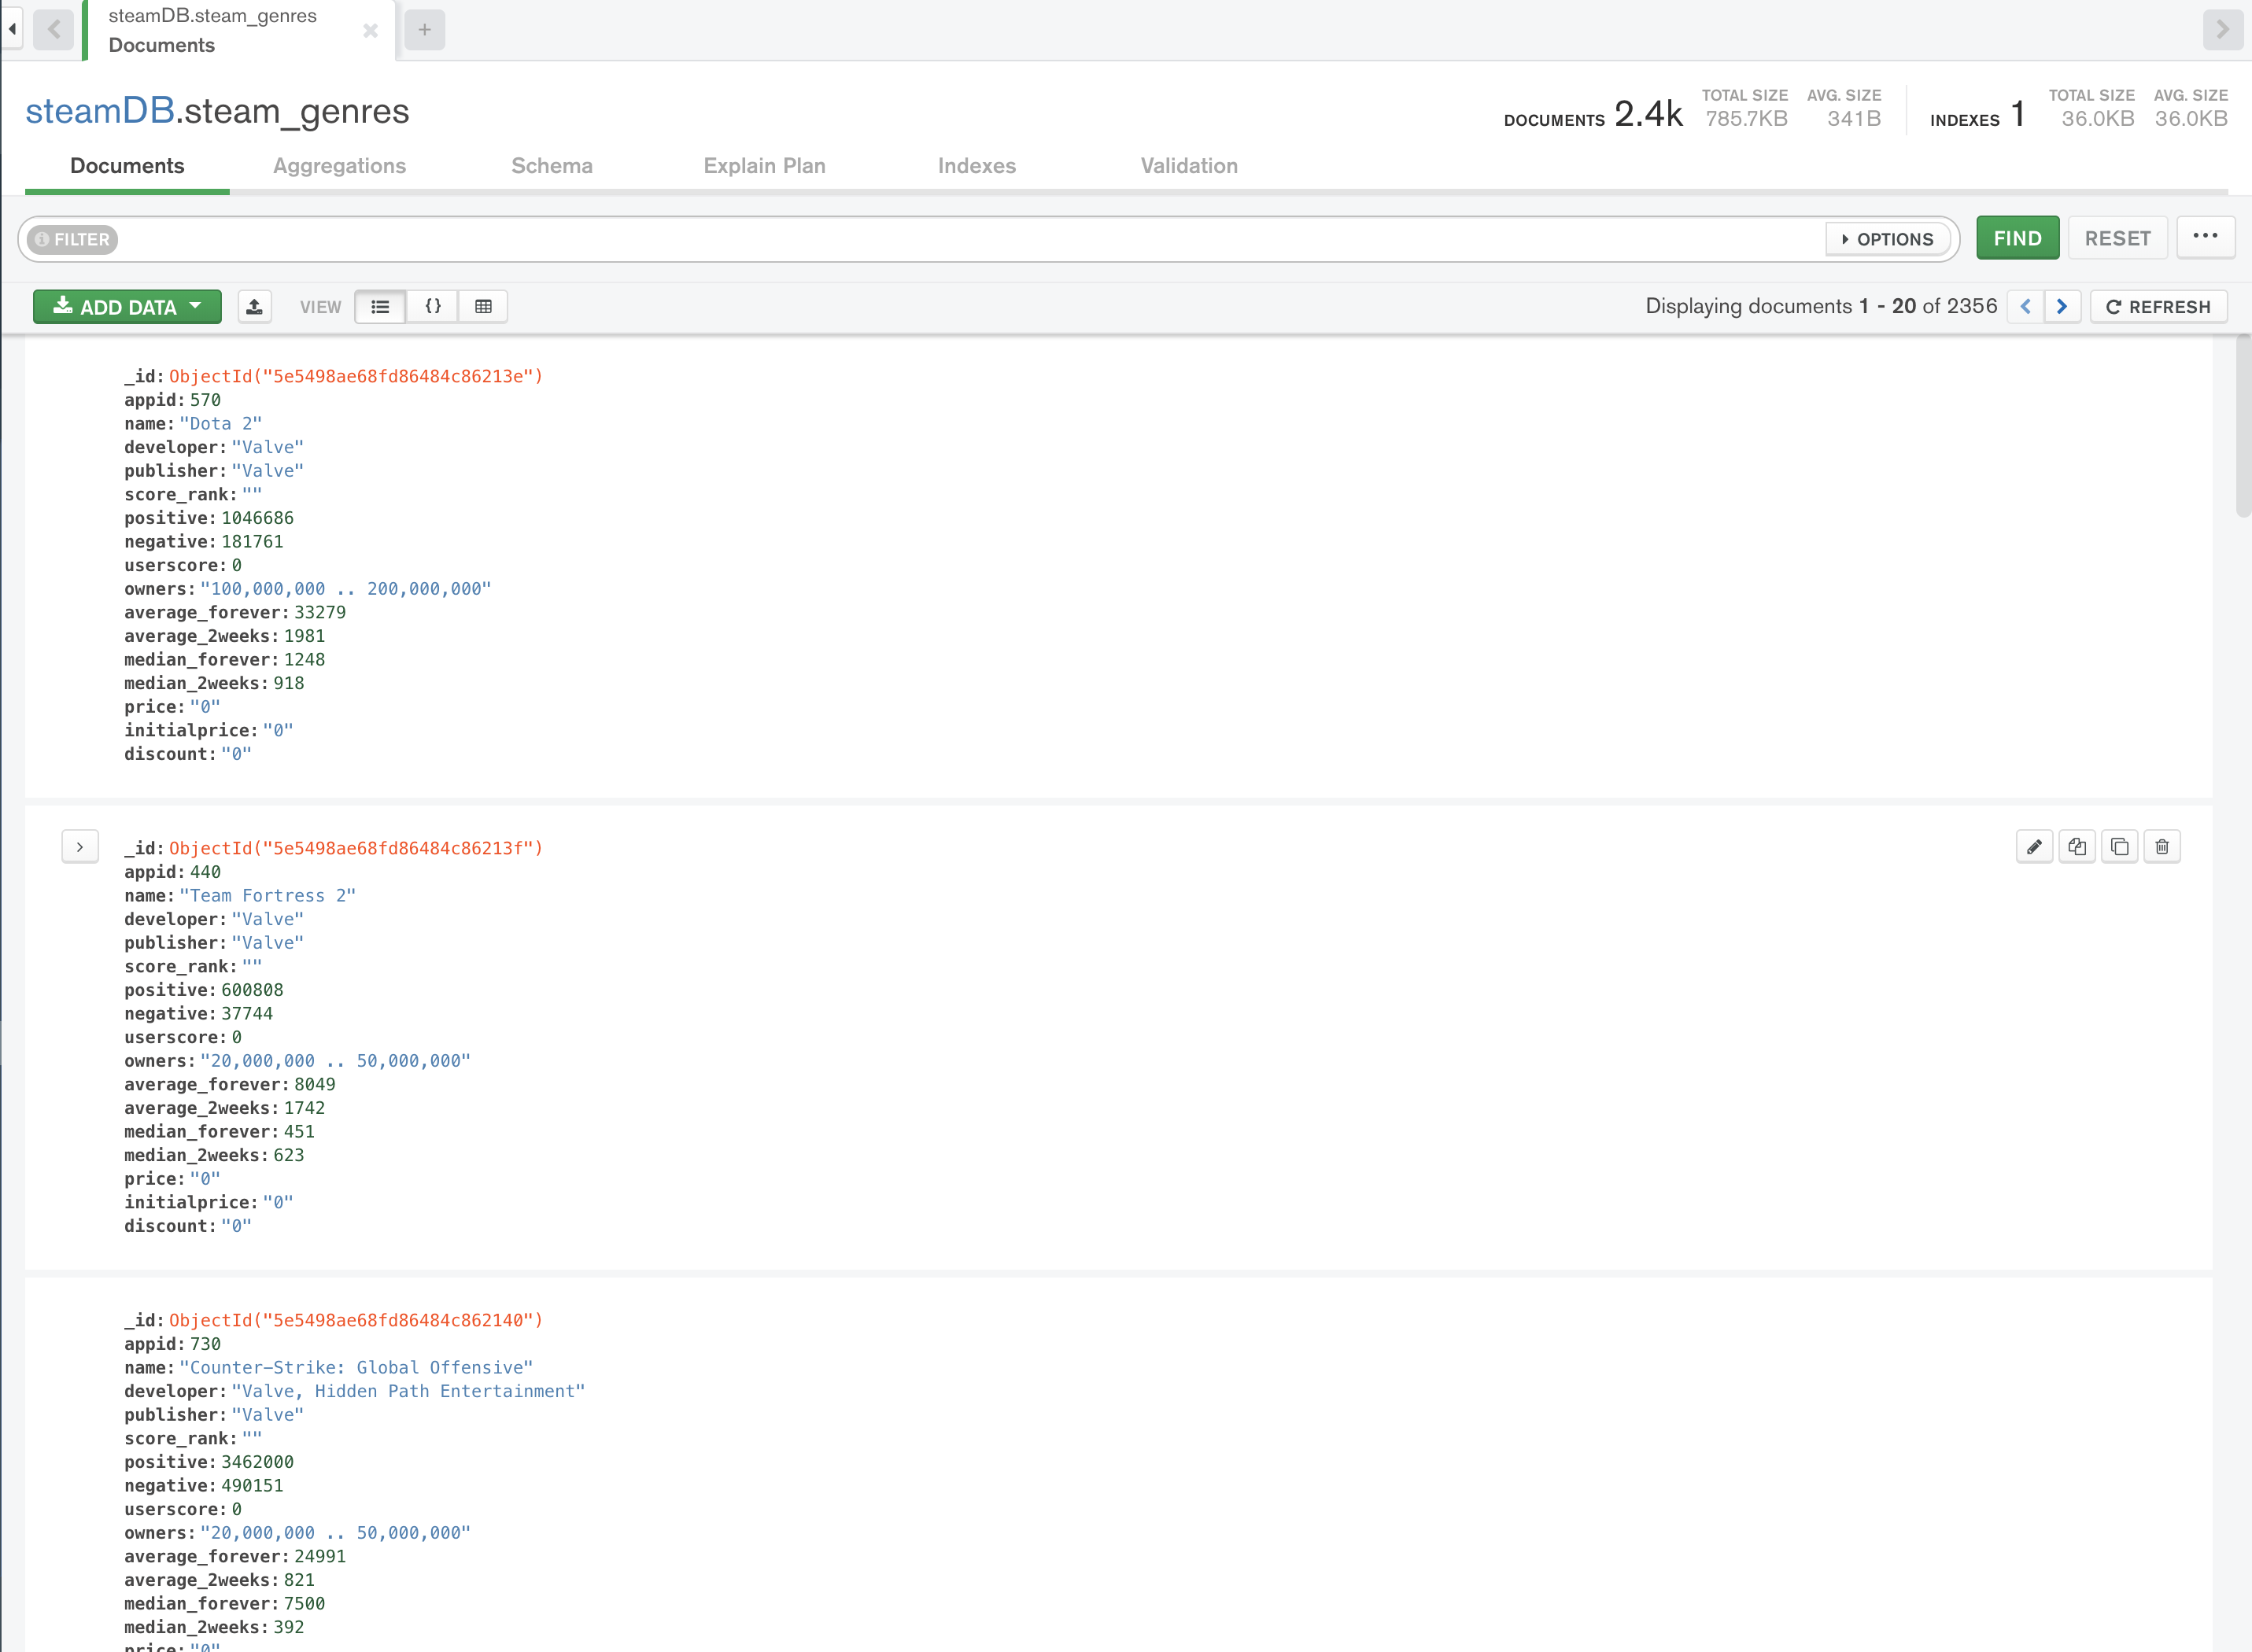 steamDB.steam_genres
Documents
steamDB.steam_genres
DOCUMENTS 2.4k TOTAL SIZE 785.7KB AVG. SIZE 341B INDEXES 1 TOTAL SIZE 36.0KB AVG. SIZE 36.0KB
Documents Aggregations Schema Explain Plan Indexes Validation
FILTER OPTIONS FIND RESET ...
ADD DATA VIEW {} Displaying documents 1 - 20 of 2356 REFRESH
_id: ObjectId("5e5498ae68fd86484c86213e")
appid: 570
name: "Dota 2"
developer: "Valve"
publisher: "Valve"
score_rank: ""
positive: 1046686
negative: 181761
userscore: 0
owners: "100,000,000 .. 200,000,000"
average_forever: 33279
average_2weeks: 1981
median_forever: 1248
median_2weeks: 918
price: "0"
initialprice: "0"
discount: "0"
_id: ObjectId("5e5498ae68fd86484c86213f")
appid: 440
name: "Team Fortress 2"
developer: "Valve"
publisher: "Valve"
score_rank: ""
positive: 600808
negative: 37744
userscore: 0
owners: "20,000,000 .. 50,000,000"
average_forever: 8049
average_2weeks: 1742
median_forever: 451
median_2weeks: 623
price: "0"
initialprice: "0"
discount: "0"
_id: ObjectId("5e5498ae68fd86484c862140")
appid: 730
name: "Counter-Strike: Global Offensive"
developer: "Valve, Hidden Path Entertainment"
publisher: "Valve"
score_rank: ""
positive: 3462000
negative: 490151
userscore: 0
owners: "20,000,000 .. 50,000,000"
average_forever: 24991
average_2weeks: 821
median_forever: 7500
median_2weeks: 392
price: "0"